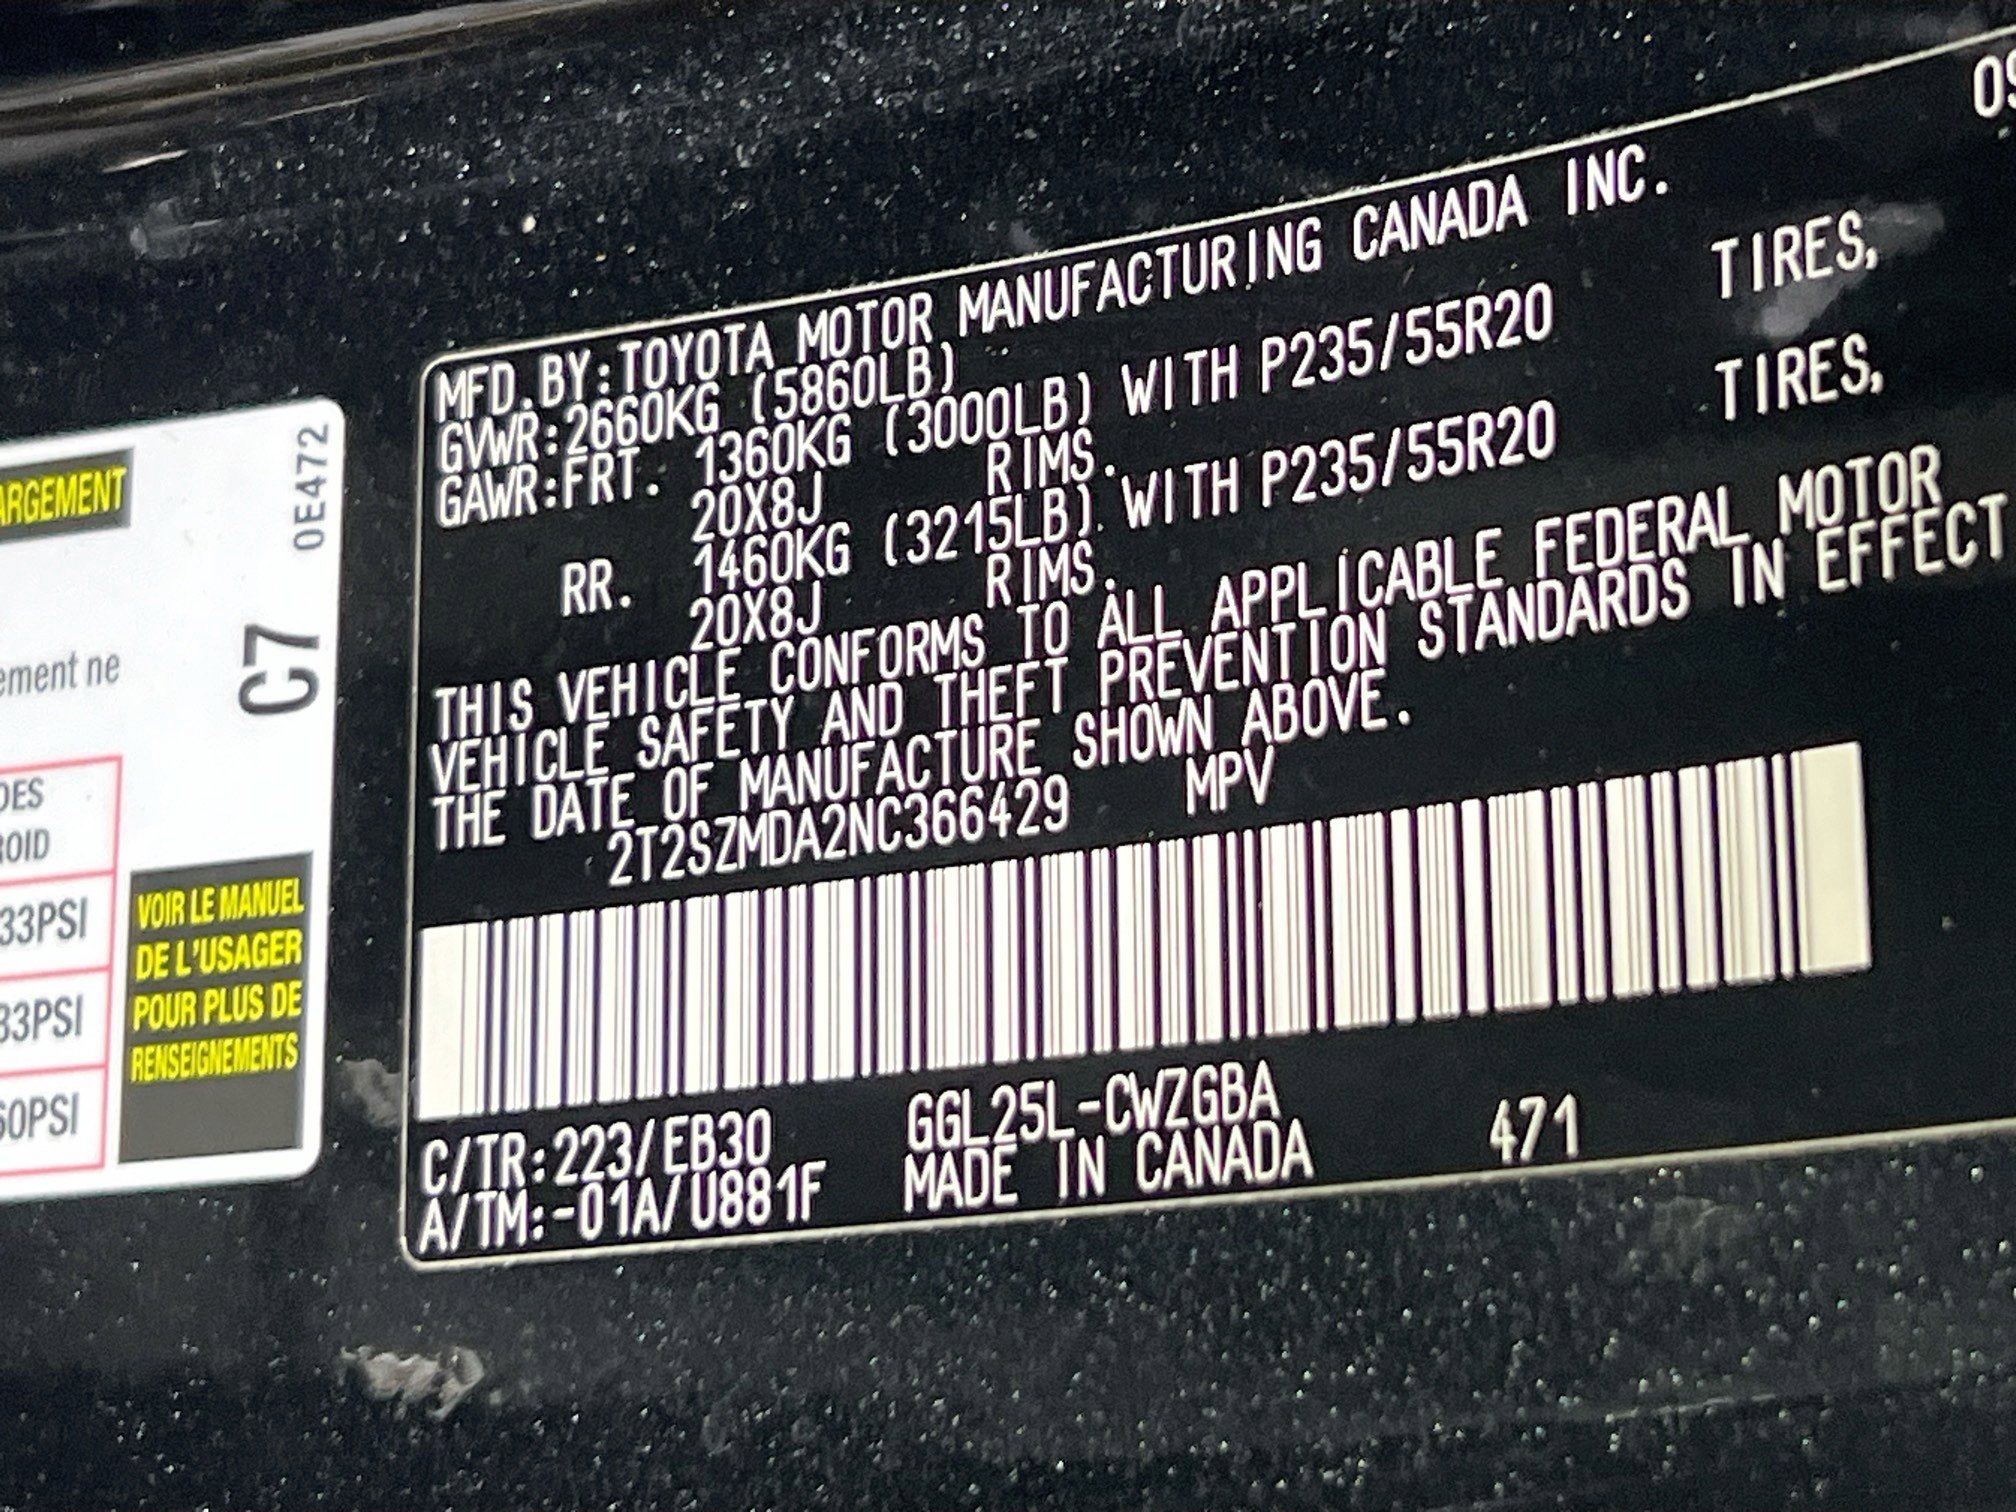 MFD.BY:TOYOTA MOTOR MANUFACTURING CANADA INC.
GVWR:2660KG (5860LB)
GAWR:FRT. 1360KG (3000LB) WITH P235/55R20 TIRES,
20X8J RIMS.
RR. 1460KG (3215LB) WITH P235/55R20 TIRES,
20X8J RIMS.
THIS VEHICLE CONFORMS TO ALL APPLICABLE FEDERAL MOTOR
VEHICLE SAFETY AND THEFT PREVENTION STANDARDS IN EFFECT
THE DATE OF MANUFACTURE SHOWN ABOVE.
2T2SZMDA2NC366429 MPV
C/TR:223/EB30 GGL25L-CWZGBA
A/TM:-01A/U881F MADE IN CANADA 471
ARGEMENT
0E472
C7
ement ne
DES
ROID
33PSI
33PSI
60PSI
VOIR LE MANUEL
DE L'USAGER
POUR PLUS DE
RENSEIGNEMENTS